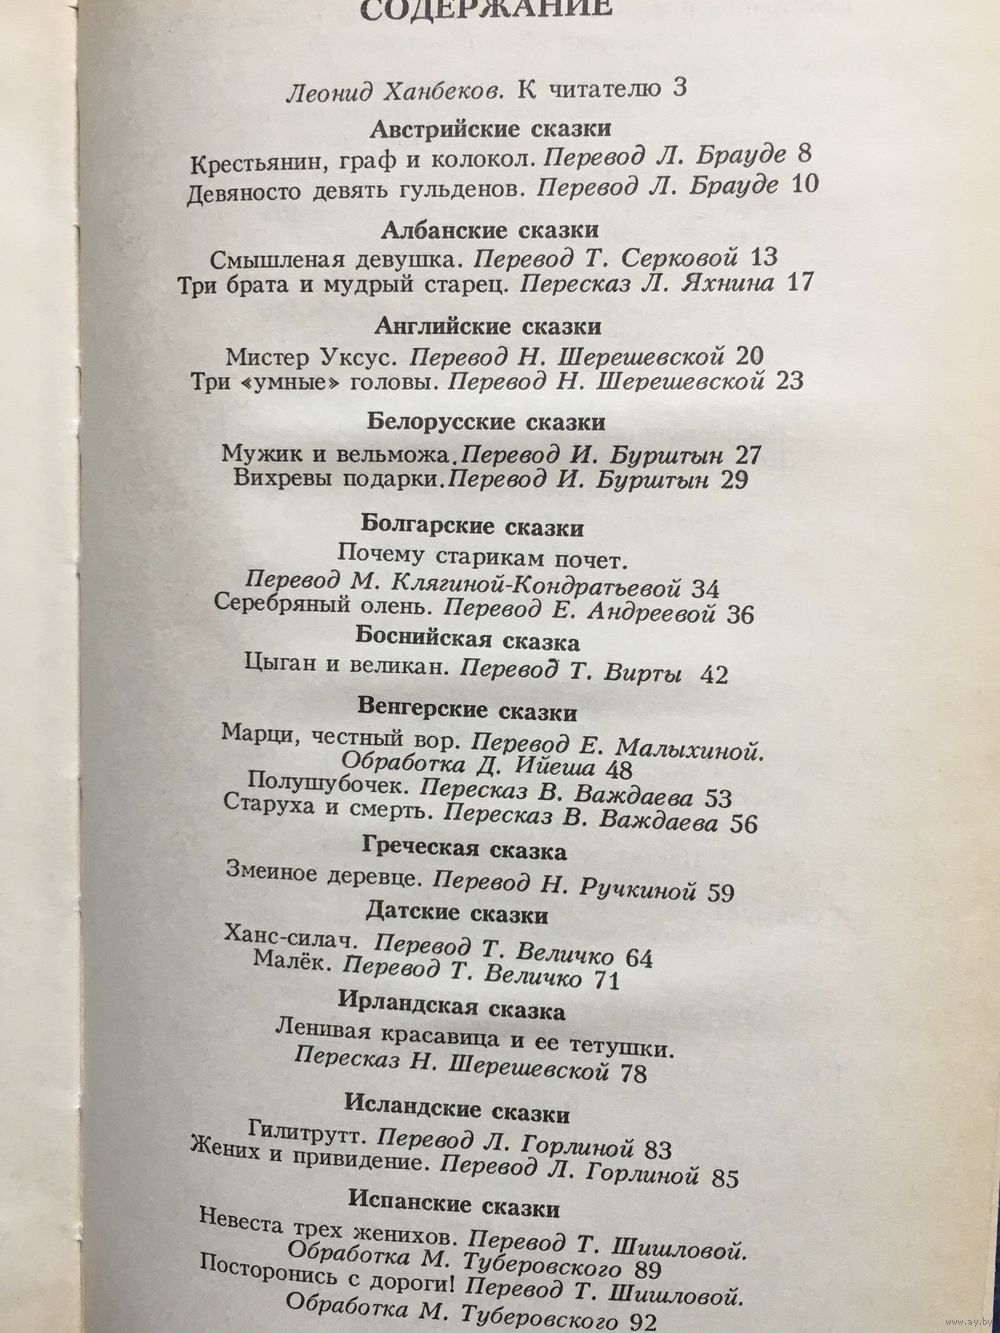 СОДЕРЖАНИЕ
Леонид Ханбеков. К читателю 3
Австрийские сказки
Крестьянин, граф и колокол. Перевод Л. Брауде 8
Девяносто девять гульденов. Перевод Л. Брауде 10
Албанские сказки
Смышленая девушка. Перевод Т. Серковой 13
Три брата и мудрый старец. Пересказ Л. Яхнина 17
Английские сказки
Мистер Уксус. Перевод Н. Шерешевской 20
Три «умные» головы. Перевод Н. Шерешевской 23
Белорусские сказки
Мужик и вельможа. Перевод И. Бурштын 27
Вихревы подарки. Перевод И. Бурштын 29
Болгарские сказки
Почему старикам почет.
Перевод М. Клягиной-Кондратьевой 34
Серебряный олень. Перевод Е. Андреевой 36
Боснийская сказка
Цыган и великан. Перевод Т. Вирты 42
Венгерские сказки
Марци, честный вор. Перевод Е. Малыхиной.
Обработка Д. Ийеша 48
Полушубочек. Пересказ В. Важдаева 53
Старуха и смерть. Пересказ В. Важдаева 56
Греческая сказка
Змеиное деревце. Перевод Н. Ручкиной 59
Датские сказки
Ханс-силач. Перевод Т. Величко 64
Малёк. Перевод Т. Величко 71
Ирландская сказка
Ленивая красавица и ее тетушки.
Пересказ Н. Шерешевской 78
Исландские сказки
Гилитрутт. Перевод Л. Горлиной 83
Жених и привидение. Перевод Л. Горлиной 85
Испанские сказки
Невеста трех женихов. Перевод Т. Шишловой.
Обработка М. Туберовского 89
Посторонись с дороги! Перевод Т. Шишловой.
Обработка М. Туберовского 92
www.ay.by